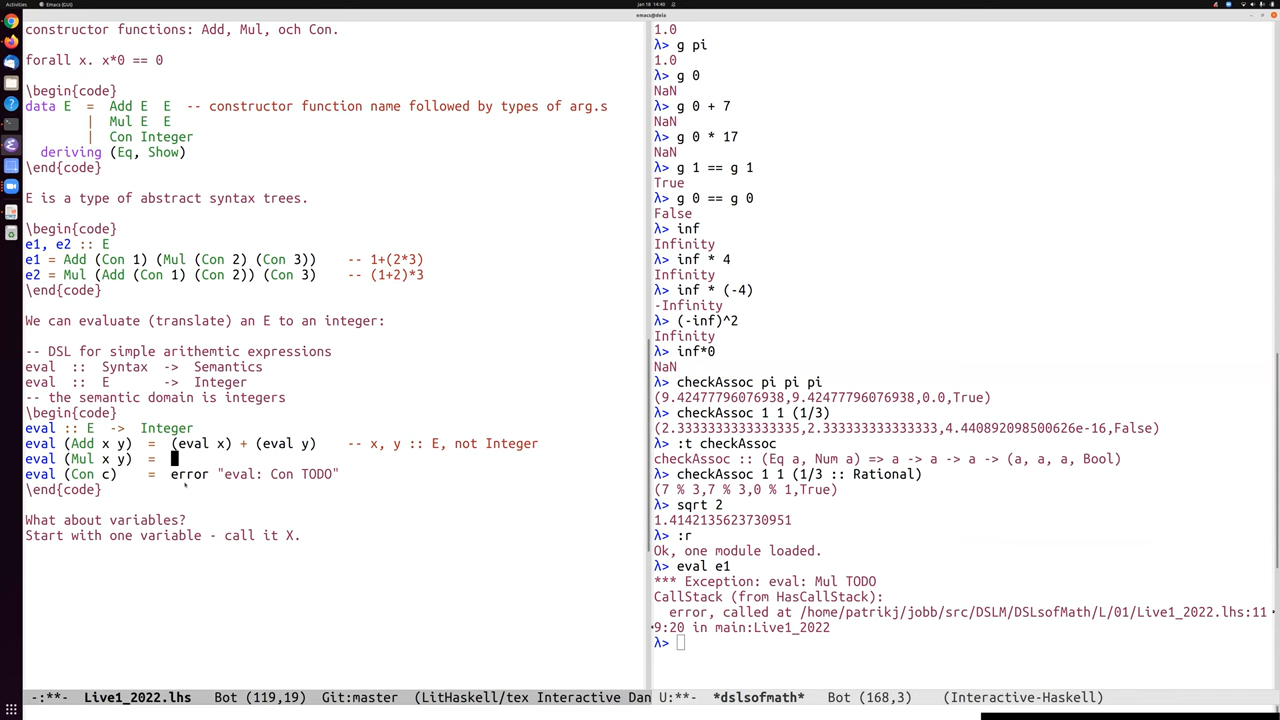 Activities
Emacs (GUI)
Jan 18 14:40
emacs@dela
constructor functions: Add, Mul, och Con.
forall x. x*0 == 0
\begin{code}
data E  =  Add E  E  -- constructor function name followed by types of arg.s
        |  Mul E  E
        |  Con Integer
  deriving (Eq, Show)
\end{code}
E is a type of abstract syntax trees.
\begin{code}
e1, e2 :: E
e1 = Add (Con 1) (Mul (Con 2) (Con 3))    -- 1+(2*3)
e2 = Mul (Add (Con 1) (Con 2)) (Con 3)    -- (1+2)*3
\end{code}
We can evaluate (translate) an E to an integer:
-- DSL for simple arithemtic expressions
eval  ::  Syntax  ->  Semantics
eval  ::  E       ->  Integer
-- the semantic domain is integers
\begin{code}
eval :: E  ->  Integer
eval (Add x y)  =  (eval x) + (eval y)    -- x, y :: E, not Integer
eval (Mul x y)  =
eval (Con c)    =  error "eval: Con TODO"
\end{code}
What about variables?
Start with one variable - call it X.
-:**-  Live1_2022.lhs   Bot (119,19)   Git:master  (LitHaskell/tex Interactive Dan
1.0
λ> g pi
1.0
λ> g 0
NaN
λ> g 0 + 7
NaN
λ> g 0 * 17
NaN
λ> g 1 == g 1
True
λ> g 0 == g 0
False
λ> inf
Infinity
λ> inf * 4
Infinity
λ> inf * (-4)
-Infinity
λ> (-inf)^2
Infinity
λ> inf*0
NaN
λ> checkAssoc pi pi pi
(9.42477796076938,9.42477796076938,0.0,True)
λ> checkAssoc 1 1 (1/3)
(2.3333333333333335,2.333333333333333,4.440892098500626e-16,False)
λ> :t checkAssoc
checkAssoc :: (Eq a, Num a) => a -> a -> a -> (a, a, a, Bool)
λ> checkAssoc 1 1 (1/3 :: Rational)
(7 % 3,7 % 3,0 % 1,True)
λ> sqrt 2
1.4142135623730951
λ> :r
Ok, one module loaded.
λ> eval e1
*** Exception: eval: Mul TODO
CallStack (from HasCallStack):
  error, called at /home/patrikj/jobb/src/DSLM/DSLsofMath/L/01/Live1_2022.lhs:11
9:20 in main:Live1_2022
λ>
U:**-  *dslsofmath*   Bot (168,3)    (Interactive-Haskell)